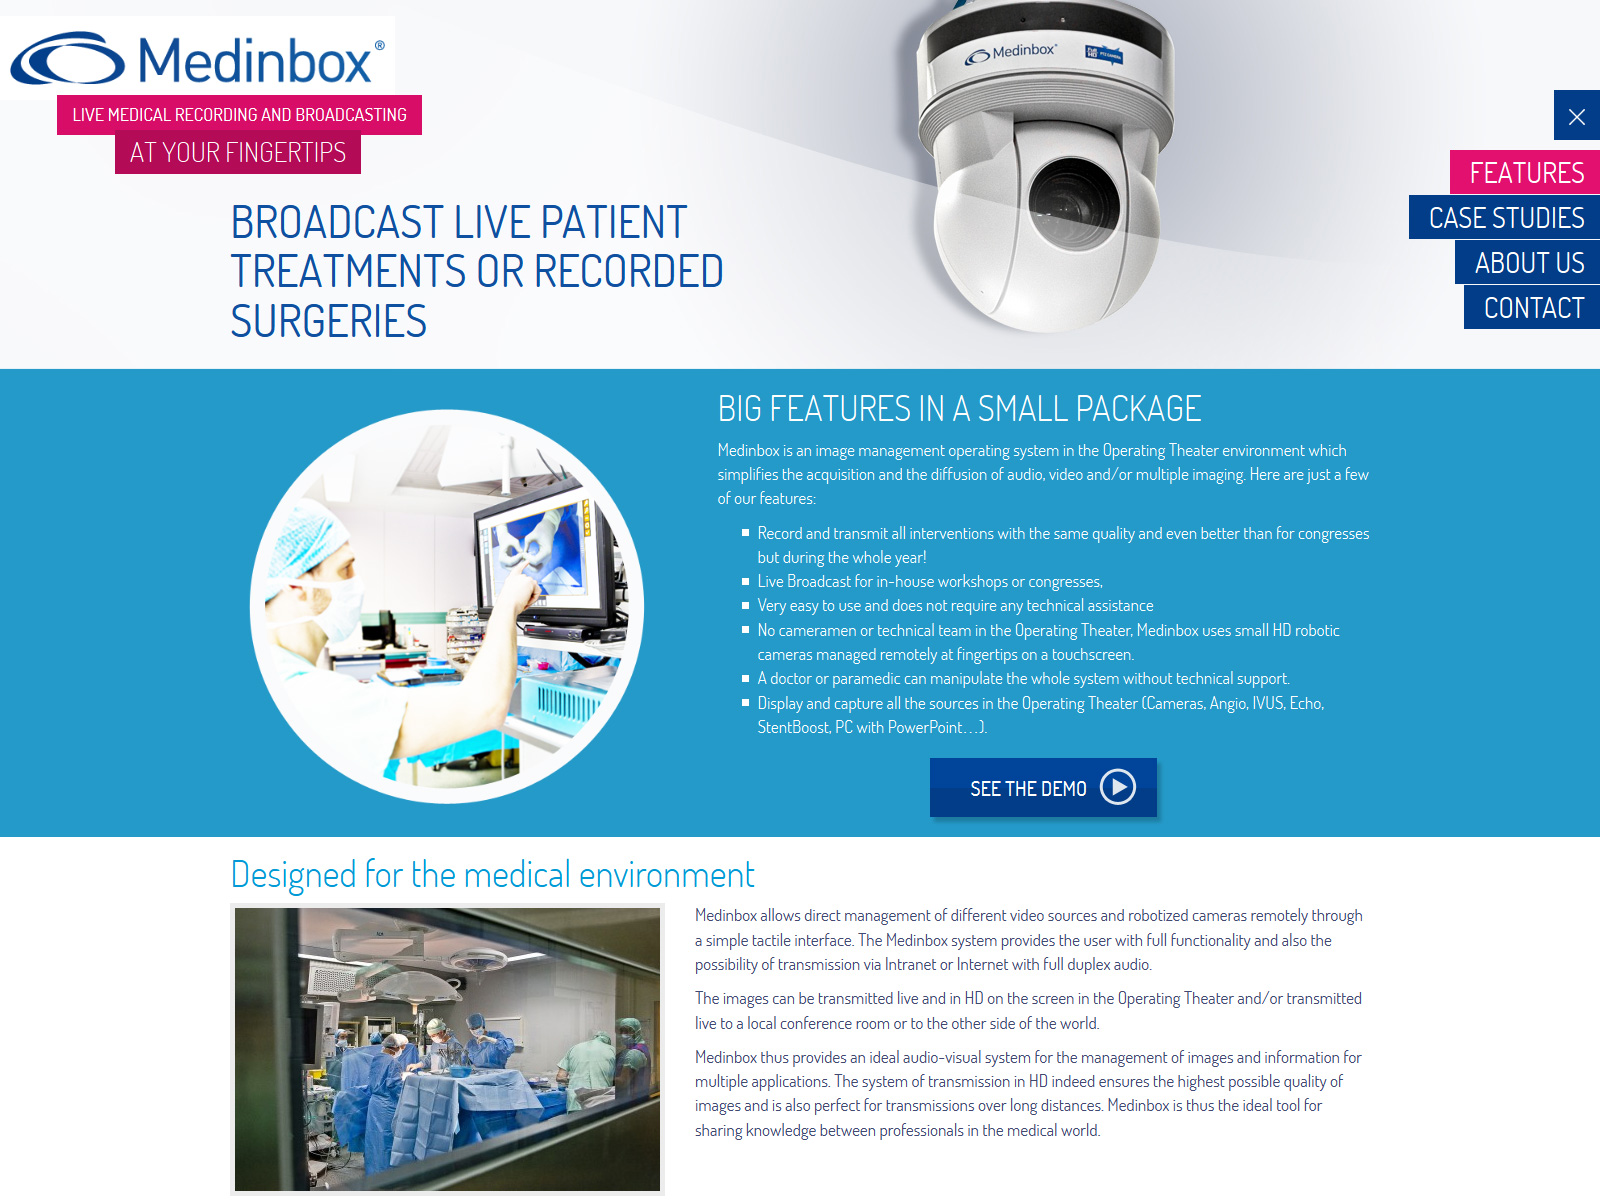 Medinbox®
LIVE MEDICAL RECORDING AND BROADCASTING
AT YOUR FINGERTIPS
Medinbox®
FEATURES
CASE STUDIES
ABOUT US
CONTACT
BROADCAST LIVE PATIENT
TREATMENTS OR RECORDED
SURGERIES
BIG FEATURES IN A SMALL PACKAGE
Medinbox is an image management operating system in the Operating Theater environment which
simplifies the acquisition and the diffusion of audio, video and/or multiple imaging. Here are just a few
of our features:
Record and transmit all interventions with the same quality and even better than for congresses
but during the whole year!
Live Broadcast for in-house workshops or congresses,
Very easy to use and does not require any technical assistance
No cameramen or technical team in the Operating Theater, Medinbox uses small HD robotic
cameras managed remotely at fingertips on a touchscreen.
A doctor or paramedic can manipulate the whole system without technical support.
Display and capture all the sources in the Operating Theater (Cameras, Angio, IVUS, Echo,
StentBoost, PC with PowerPoint…).
SEE THE DEMO
Designed for the medical environment
Medinbox allows direct management of different video sources and robotized cameras remotely through
a simple tactile interface. The Medinbox system provides the user with full functionality and also the
possibility of transmission via Intranet or Internet with full duplex audio.
The images can be transmitted live and in HD on the screen in the Operating Theater and/or transmitted
live to a local conference room or to the other side of the world.
Medinbox thus provides an ideal audio-visual system for the management of images and information for
multiple applications. The system of transmission in HD indeed ensures the highest possible quality of
images and is also perfect for transmissions over long distances. Medinbox is thus the ideal tool for
sharing knowledge between professionals in the medical world.